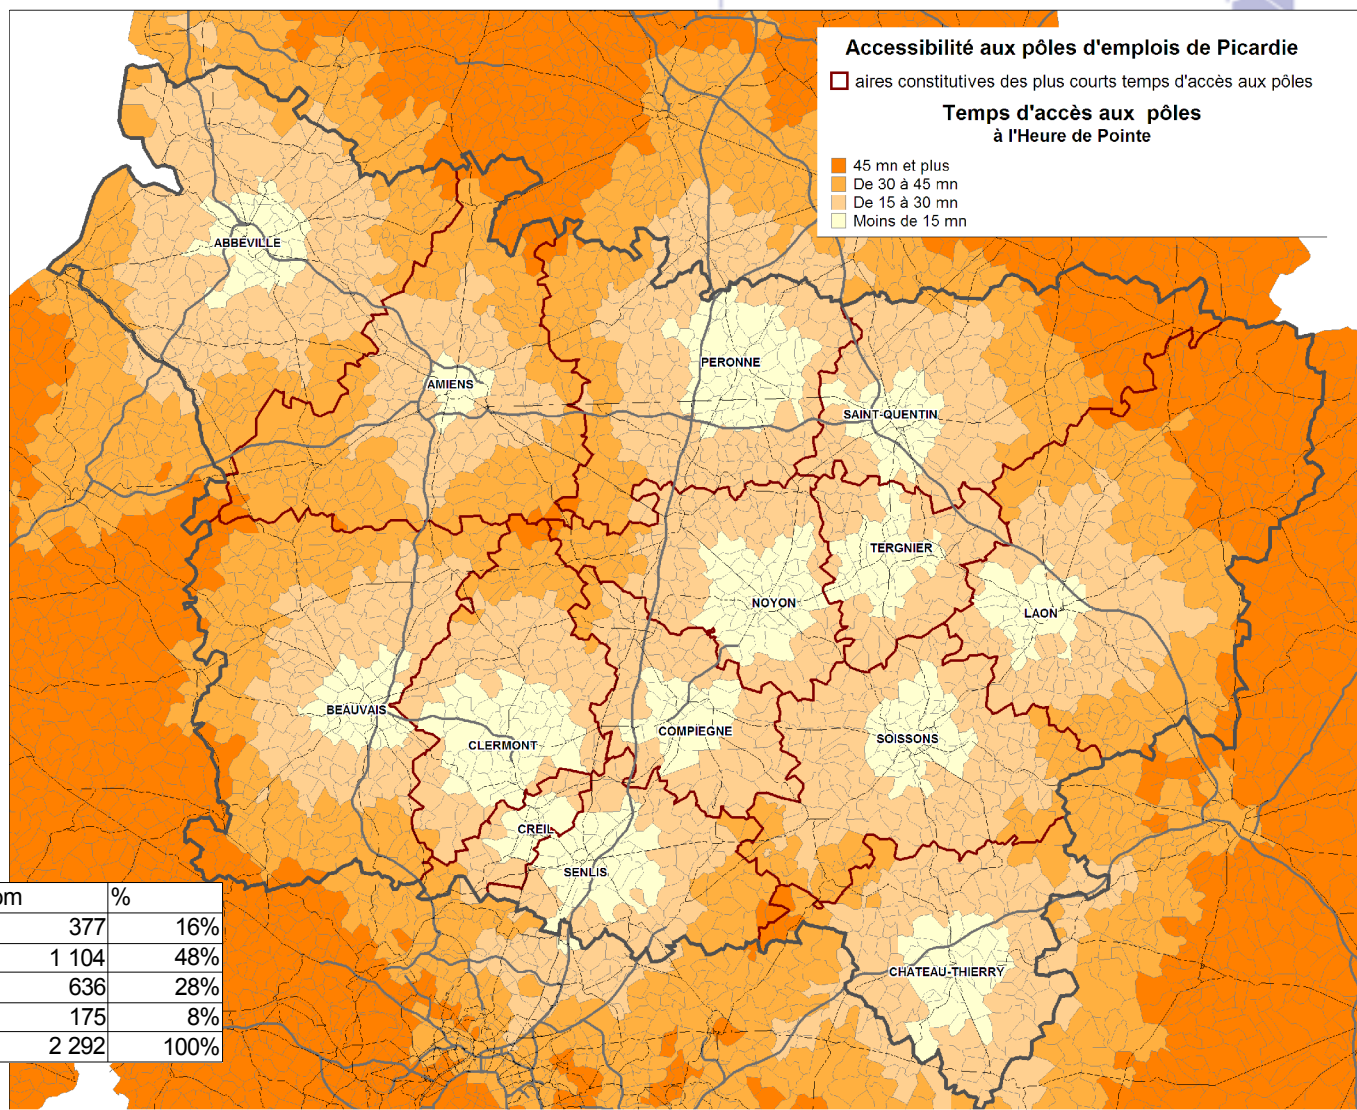 Accessibilité aux pôles d'emplois de Picardie
aires constitutives des plus courts temps d'accès aux pôles
Temps d'accès aux pôles
à l'Heure de Pointe
45 mn et plus
De 30 à 45 mn
De 15 à 30 mn
Moins de 15 mn
ABBEVILLE
PERONNE
AMIENS
SAINT-QUENTIN
TERGNIER
NOYON
LAON
BEAUVAIS
COMPIEGNE
SOISSONS
CLERMONT
CREIL
SENLIS
CHATEAU-THIERRY
om %
377 16%
1 104 48%
636 28%
175 8%
2 292 100%